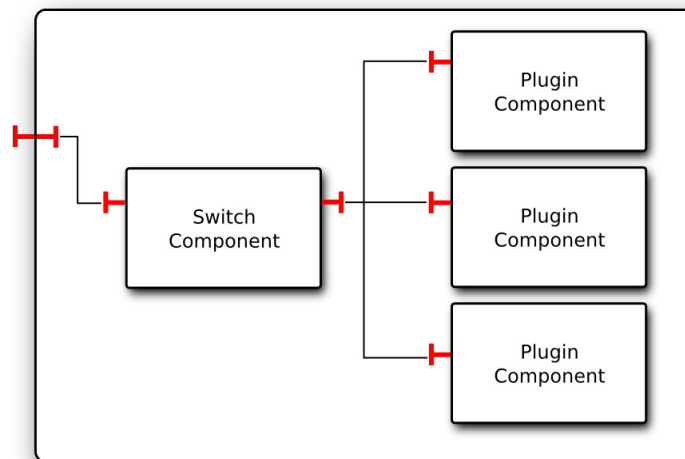 Plugin
Component
Switch
Component
Plugin
Component
Plugin
Component